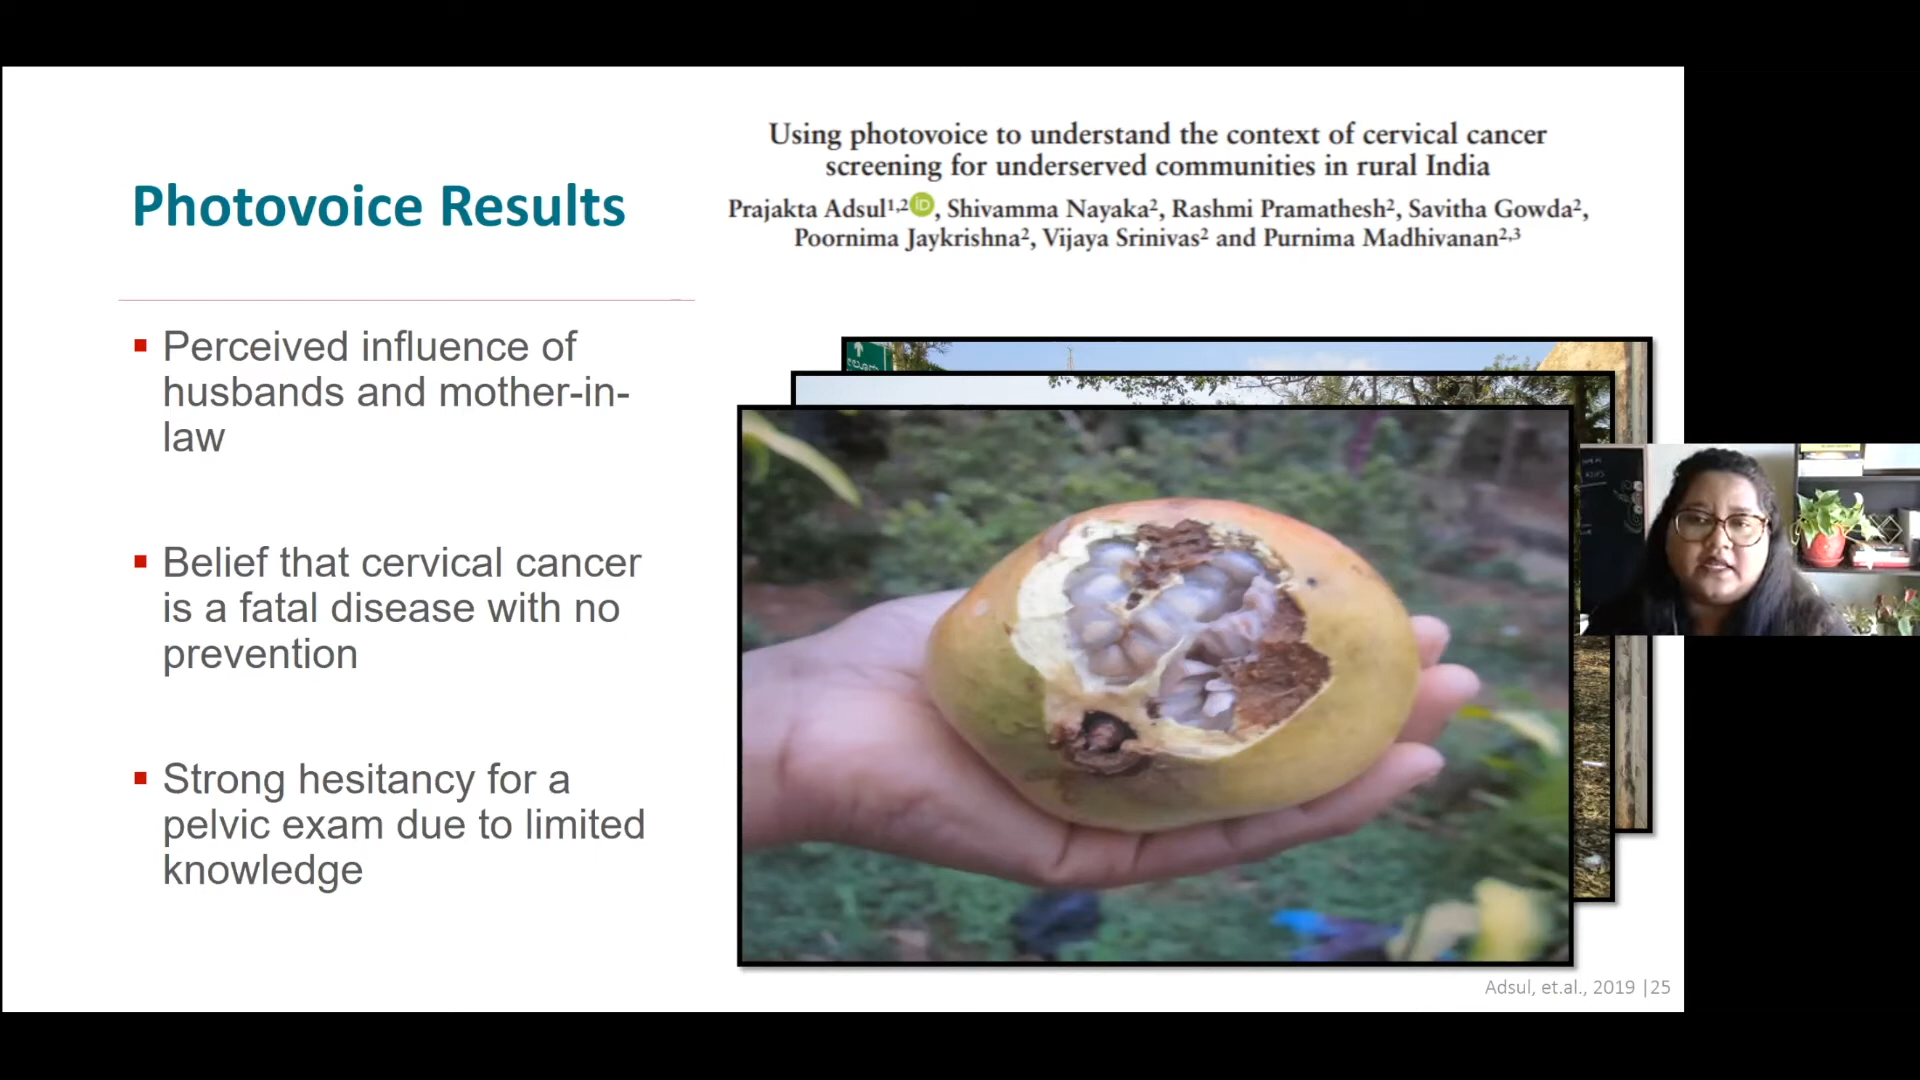 Using photovoice to understand the context of cervical cancer
screening for underserved communities in rural India
Prajakta Adsul1,2 iD, Shivamma Nayaka2, Rashmi Pramathesh2, Savitha Gowda2,
Poornima Jaykrishna2, Vijaya Srinivas2 and Purnima Madhivanan2,3
Photovoice Results
▪ Perceived influence of
husbands and mother-in-
law
▪ Belief that cervical cancer
is a fatal disease with no
prevention
▪ Strong hesitancy for a
pelvic exam due to limited
knowledge
Adsul, et.al., 2019 |25